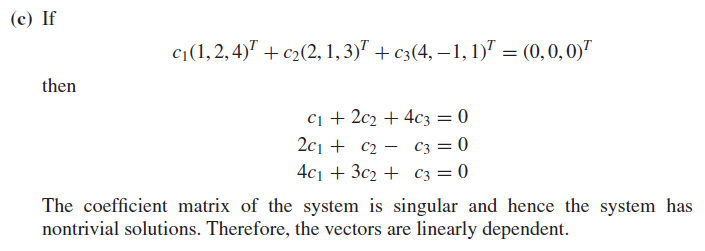 (c) If
c₁(1, 2, 4)ᵀ + c₂(2, 1, 3)ᵀ + c₃(4, −1, 1)ᵀ = (0, 0, 0)ᵀ
then
c₁ + 2c₂ + 4c₃ = 0
2c₁ + c₂ − c₃ = 0
4c₁ + 3c₂ + c₃ = 0
The coefficient matrix of the system is singular and hence the system has
nontrivial solutions. Therefore, the vectors are linearly dependent.